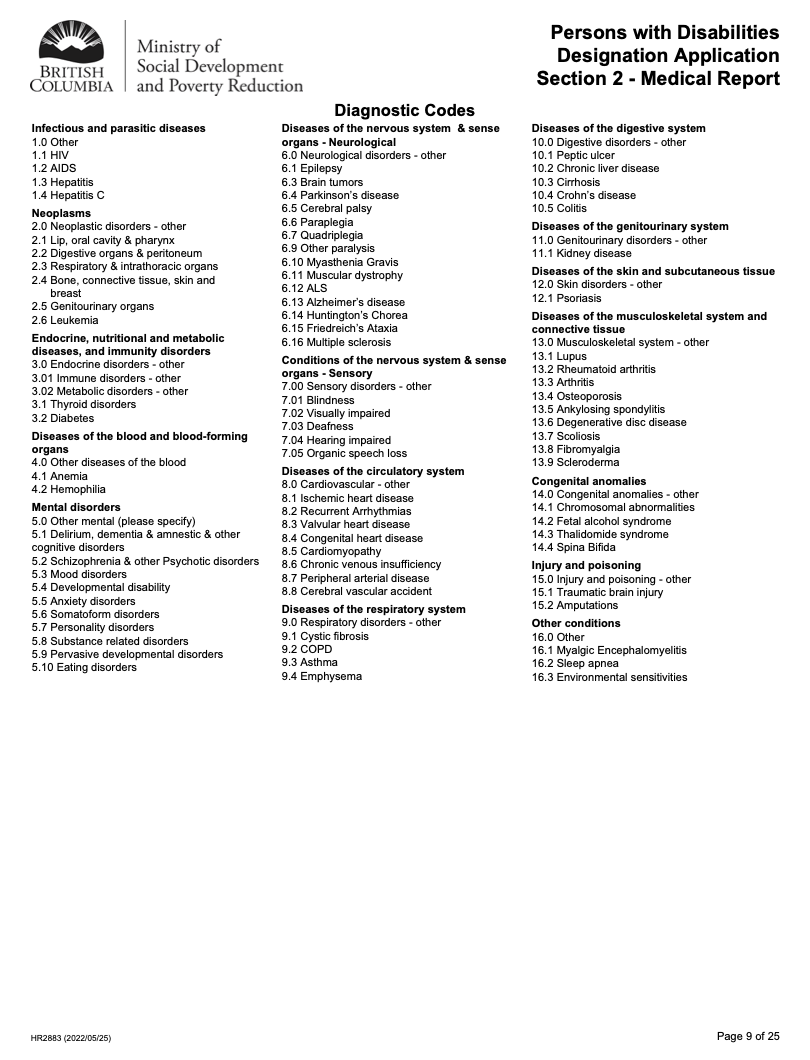 BRITISH
COLUMBIA
Ministry of
Social Development
and Poverty Reduction
Persons with Disabilities
Designation Application
Section 2 - Medical Report
Diagnostic Codes
Infectious and parasitic diseases
1.0 Other
1.1 HIV
1.2 AIDS
1.3 Hepatitis
1.4 Hepatitis C
Neoplasms
2.0 Neoplastic disorders - other
2.1 Lip, oral cavity & pharynx
2.2 Digestive organs & peritoneum
2.3 Respiratory & intrathoracic organs
2.4 Bone, connective tissue, skin and
breast
2.5 Genitourinary organs
2.6 Leukemia
Endocrine, nutritional and metabolic
diseases, and immunity disorders
3.0 Endocrine disorders - other
3.01 Immune disorders - other
3.02 Metabolic disorders - other
3.1 Thyroid disorders
3.2 Diabetes
Diseases of the blood and blood-forming
organs
4.0 Other diseases of the blood
4.1 Anemia
4.2 Hemophilia
Mental disorders
5.0 Other mental (please specify)
5.1 Delirium, dementia & amnestic & other
cognitive disorders
5.2 Schizophrenia & other Psychotic disorders
5.3 Mood disorders
5.4 Developmental disability
5.5 Anxiety disorders
5.6 Somatoform disorders
5.7 Personality disorders
5.8 Substance related disorders
5.9 Pervasive developmental disorders
5.10 Eating disorders
Diseases of the nervous system & sense
organs - Neurological
6.0 Neurological disorders - other
6.1 Epilepsy
6.3 Brain tumors
6.4 Parkinson's disease
6.5 Cerebral palsy
6.6 Paraplegia
6.7 Quadriplegia
6.9 Other paralysis
6.10 Myasthenia Gravis
6.11 Muscular dystrophy
6.12 ALS
6.13 Alzheimer's disease
6.14 Huntington's Chorea
6.15 Friedreich's Ataxia
6.16 Multiple sclerosis
Conditions of the nervous system & sense
organs - Sensory
7.00 Sensory disorders - other
7.01 Blindness
7.02 Visually impaired
7.03 Deafness
7.04 Hearing impaired
7.05 Organic speech loss
Diseases of the circulatory system
8.0 Cardiovascular - other
8.1 Ischemic heart disease
8.2 Recurrent Arrhythmias
8.3 Valvular heart disease
8.4 Congenital heart disease
8.5 Cardiomyopathy
8.6 Chronic venous insufficiency
8.7 Peripheral arterial disease
8.8 Cerebral vascular accident
Diseases of the respiratory system
9.0 Respiratory disorders - other
9.1 Cystic fibrosis
9.2 COPD
9.3 Asthma
9.4 Emphysema
Diseases of the digestive system
10.0 Digestive disorders - other
10.1 Peptic ulcer
10.2 Chronic liver disease
10.3 Cirrhosis
10.4 Crohn's disease
10.5 Colitis
Diseases of the genitourinary system
11.0 Genitourinary disorders - other
11.1 Kidney disease
Diseases of the skin and subcutaneous tissue
12.0 Skin disorders - other
12.1 Psoriasis
Diseases of the musculoskeletal system and
connective tissue
13.0 Musculoskeletal system - other
13.1 Lupus
13.2 Rheumatoid arthritis
13.3 Arthritis
13.4 Osteoporosis
13.5 Ankylosing spondylitis
13.6 Degenerative disc disease
13.7 Scoliosis
13.8 Fibromyalgia
13.9 Scleroderma
Congenital anomalies
14.0 Congenital anomalies - other
14.1 Chromosomal abnormalities
14.2 Fetal alcohol syndrome
14.3 Thalidomide syndrome
14.4 Spina Bifida
Injury and poisoning
15.0 Injury and poisoning - other
15.1 Traumatic brain injury
15.2 Amputations
Other conditions
16.0 Other
16.1 Myalgic Encephalomyelitis
16.2 Sleep apnea
16.3 Environmental sensitivities
HR2883 (2022/05/25)
Page 9 of 25